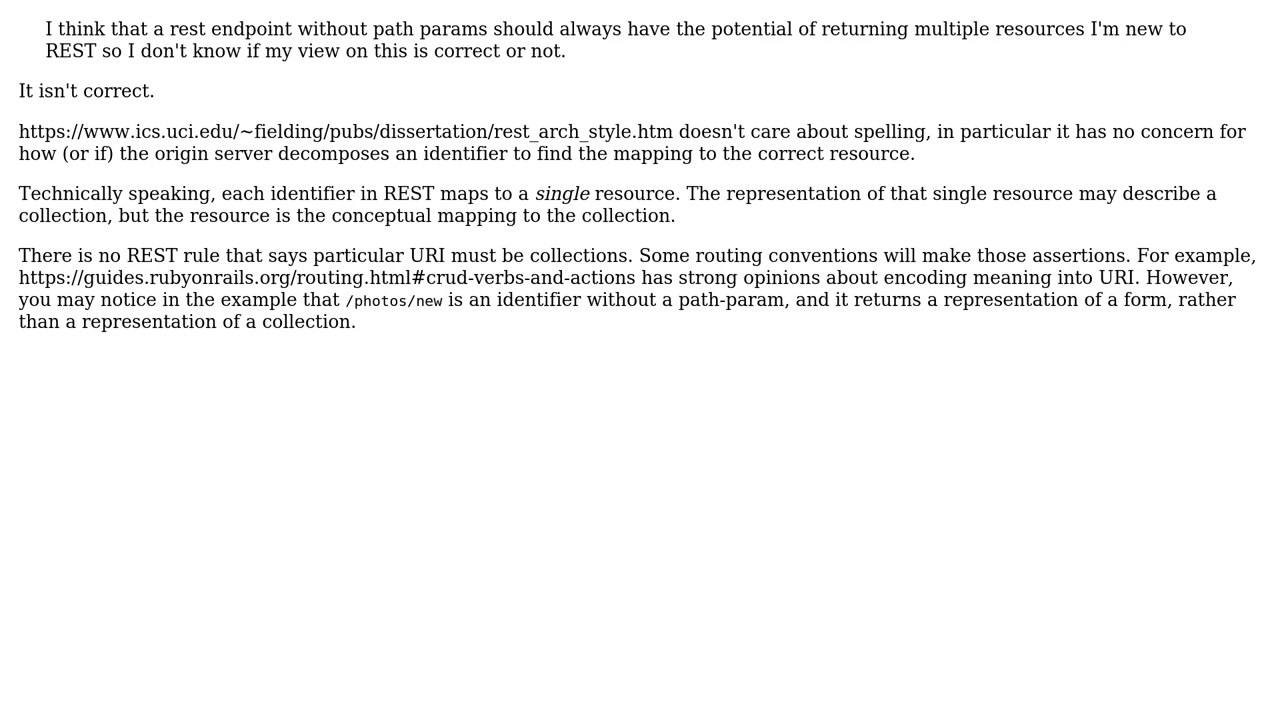 I think that a rest endpoint without path params should always have the potential of returning multiple resources I'm new to
REST so I don't know if my view on this is correct or not.
It isn't correct.
https://www.ics.uci.edu/~fielding/pubs/dissertation/rest_arch_style.htm doesn't care about spelling, in particular it has no concern for
how (or if) the origin server decomposes an identifier to find the mapping to the correct resource.
Technically speaking, each identifier in REST maps to a single resource. The representation of that single resource may describe a
collection, but the resource is the conceptual mapping to the collection.
There is no REST rule that says particular URI must be collections. Some routing conventions will make those assertions. For example,
https://guides.rubyonrails.org/routing.html#crud-verbs-and-actions has strong opinions about encoding meaning into URI. However,
you may notice in the example that /photos/new is an identifier without a path-param, and it returns a representation of a form, rather
than a representation of a collection.